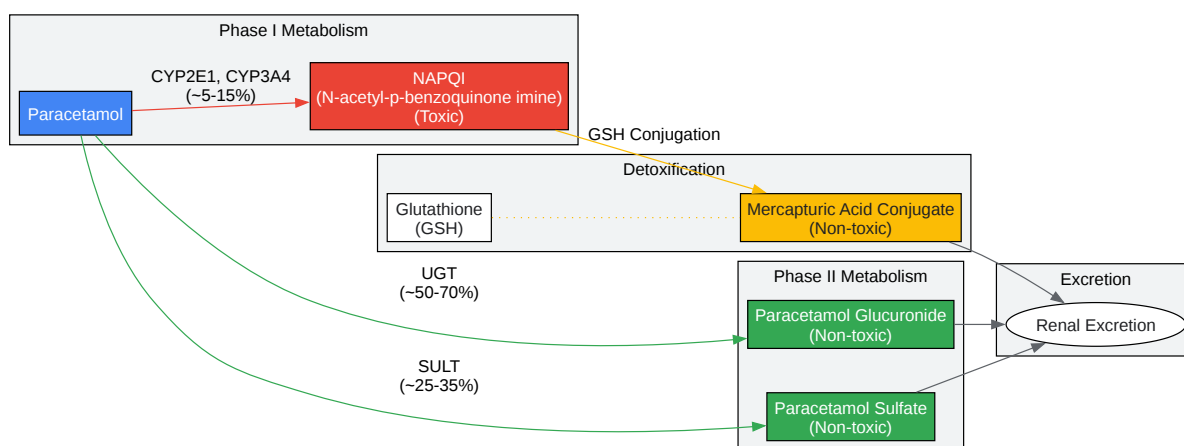 Phase I Metabolism
CYP2E1, CYP3A4
(~5-15%)
Paracetamol
NAPQI
(N-acetyl-p-benzoquinone imine)
(Toxic)
GSH Conjugation
Detoxification
Glutathione
(GSH)
Mercapturic Acid Conjugate
(Non-toxic)
UGT
(~50-70%)
Phase II Metabolism
Paracetamol Glucuronide
(Non-toxic)
Excretion
Renal Excretion
SULT
(~25-35%)
Paracetamol Sulfate
(Non-toxic)